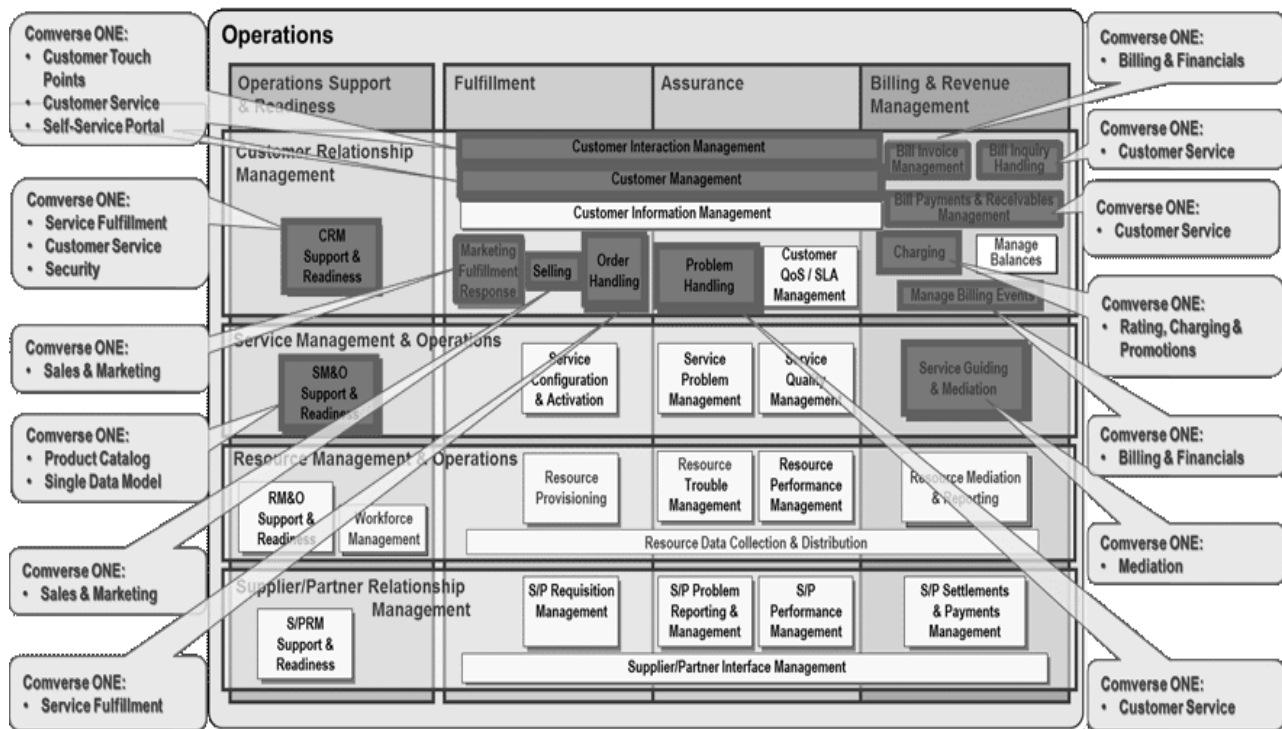 Comverse ONE:
• Customer Touch
Points
• Customer Service
• Self-Service Portal
Comverse ONE:
• Service Fulfillment
• Customer Service
• Security
Comverse ONE:
• Sales & Marketing
Comverse ONE:
• Product Catalog
• Single Data Model
Comverse ONE:
• Sales & Marketing
Comverse ONE:
• Service Fulfillment
Operations
Operations Support
& Readiness
Fulfillment
Assurance
Billing & Revenue
Management
Customer Relationship
Management
Customer Interaction Management
Customer Management
Customer Information Management
Bill Invoice
Management
Bill Inquiry
Handling
Bill Payments & Receivables
Management
CRM
Support &
Readiness
Marketing
Fulfillment
Response
Selling
Order
Handling
Problem
Handling
Customer
QoS / SLA
Management
Charging
Manage
Balances
Manage Billing Events
Service Management & Operations
SM&O
Support &
Readiness
Service
Configuration
& Activation
Service
Problem
Management
Service
Quality
Management
Service Guiding
& Mediation
Resource Management & Operations
RM&O
Support &
Readiness
Workforce
Management
Resource
Provisioning
Resource
Trouble
Management
Resource
Performance
Management
Resource Mediation
& Reporting
Resource Data Collection & Distribution
Supplier/Partner Relationship
Management
S/PRM
Support &
Readiness
S/P Requisition
Management
S/P Problem
Reporting &
Management
S/P
Performance
Management
S/P Settlements
& Payments
Management
Supplier/Partner Interface Management
Comverse ONE:
• Billing & Financials
Comverse ONE:
• Customer Service
Comverse ONE:
• Customer Service
Comverse ONE:
• Rating, Charging &
Promotions
Comverse ONE:
• Billing & Financials
Comverse ONE:
• Mediation
Comverse ONE:
• Customer Service